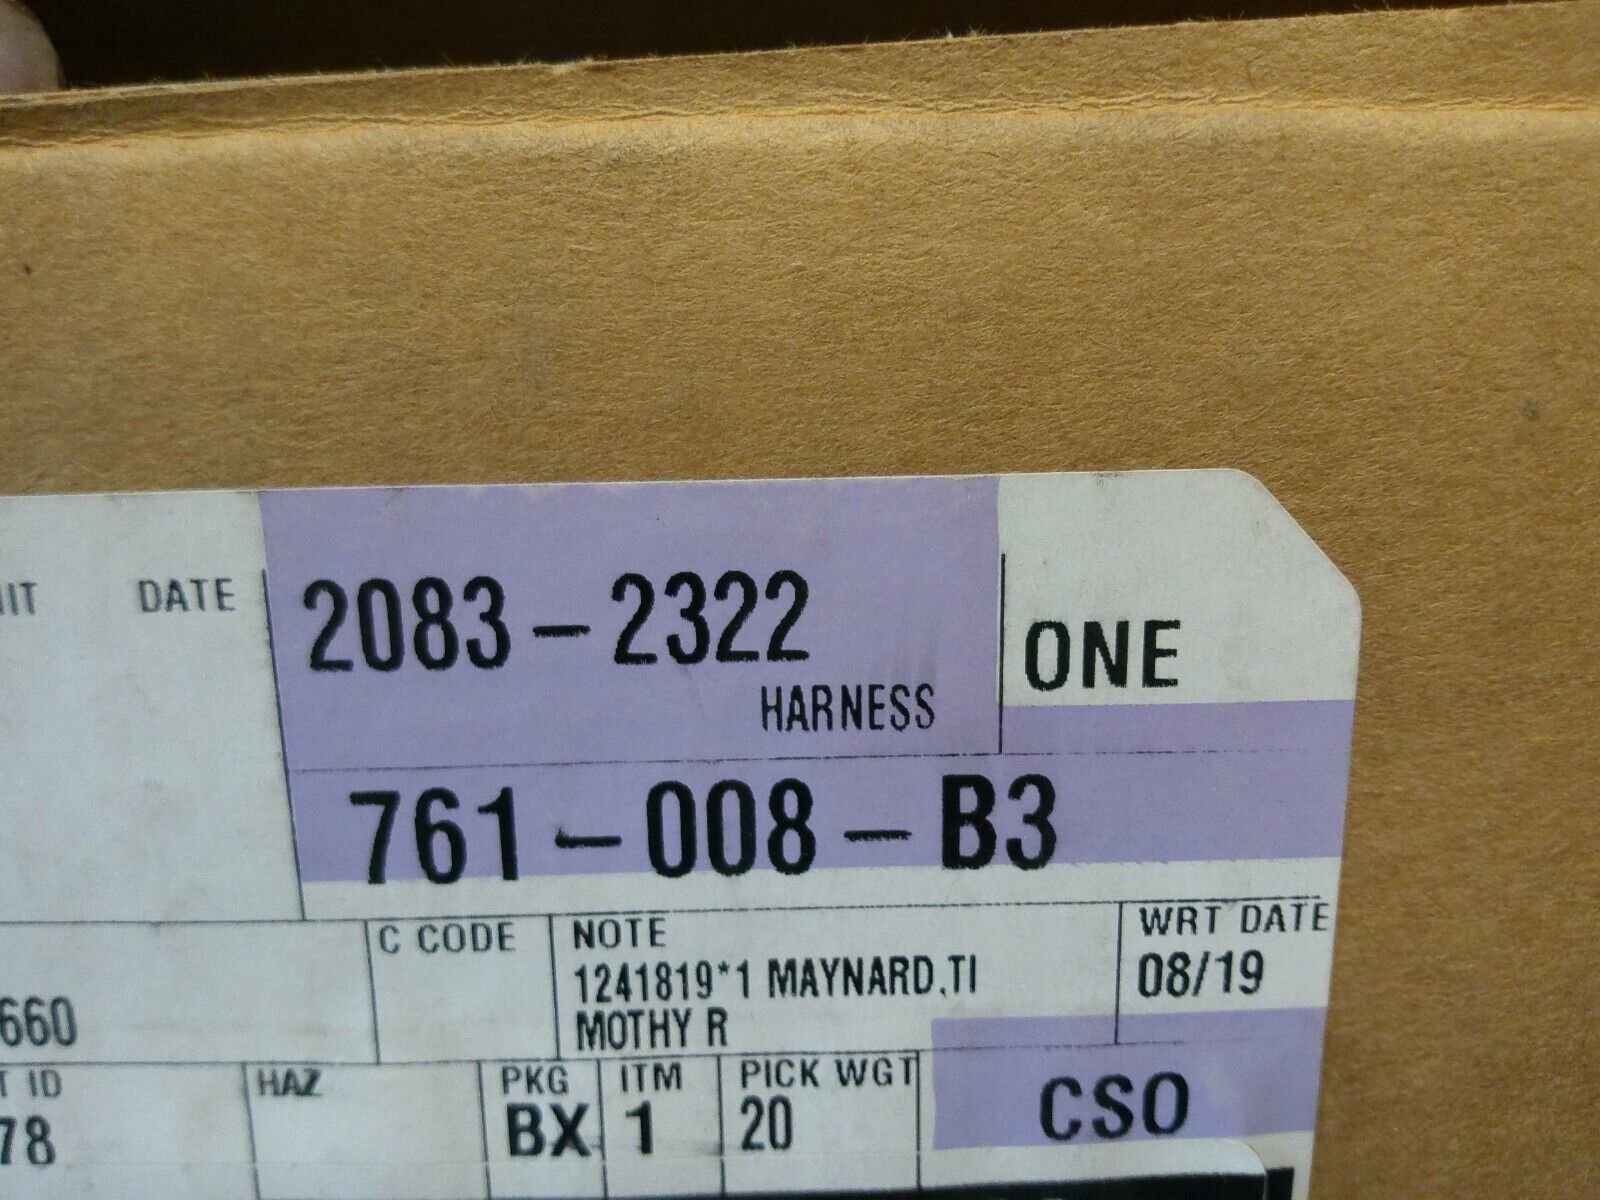 DATE
2083-2322
HARNESS
ONE
761-008-B3
C CODE
NOTE
1241819*1 MAYNARD,TI
MOTHY R
WRT DATE
08/19
660
T ID
78
HAZ
PKG
BX
ITM
1
PICK WGT
20
CSO